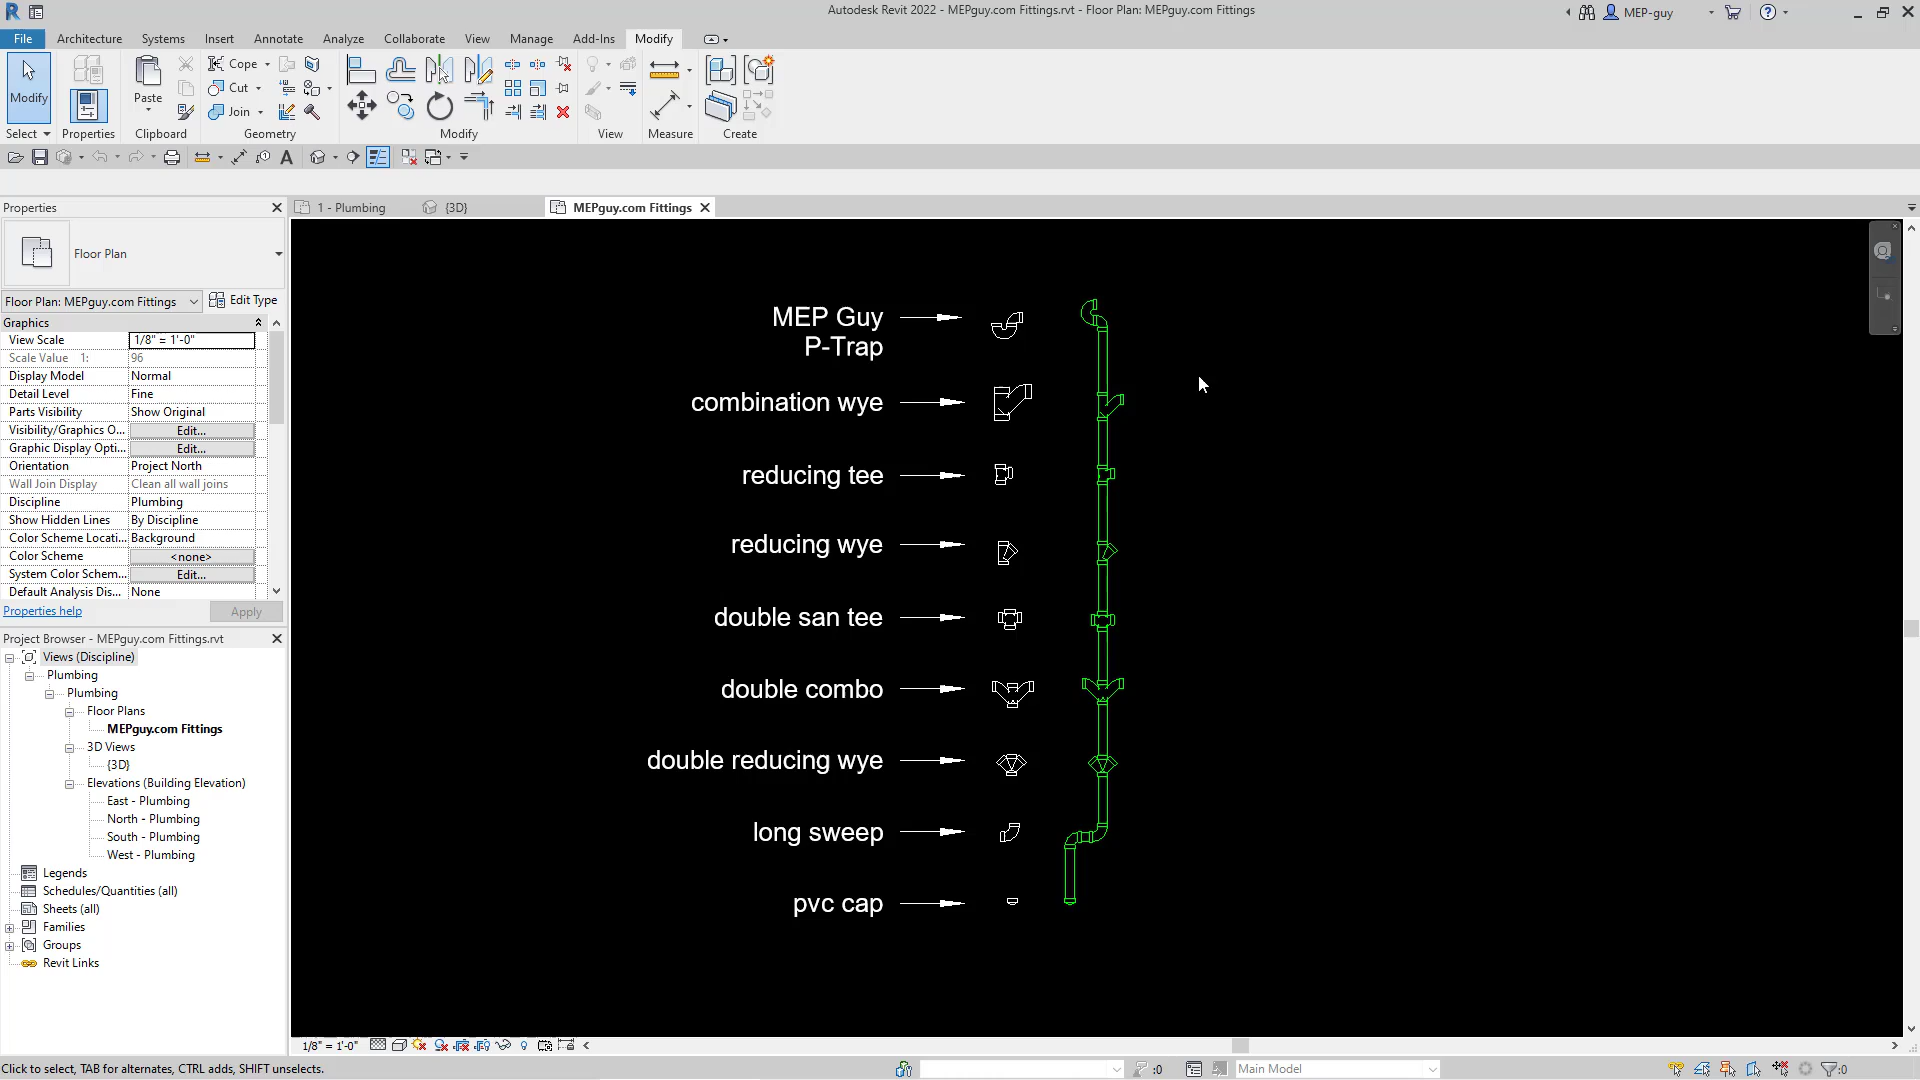 Autodesk Revit 2022 - MEPguy.com Fittings.rvt - Floor Plan: MEPguy.com Fittings
MEP-guy
File Architecture Systems Insert Annotate Analyze Collaborate View Manage Add-Ins Modify
Modify
Paste
Cope
Cut
Join
Select Properties Clipboard Geometry Modify View Measure Create
Properties
1 - Plumbing {3D} MEPguy.com Fittings
Floor Plan
Floor Plan: MEPguy.com Fittings Edit Type
Graphics
View Scale 1/8" = 1'-0"
Scale Value 1: 96
Display Model Normal
Detail Level Fine
Parts Visibility Show Original
Visibility/Graphics O... Edit...
Graphic Display Opti... Edit...
Orientation Project North
Wall Join Display Clean all wall joins
Discipline Plumbing
Show Hidden Lines By Discipline
Color Scheme Locati... Background
Color Scheme <none>
System Color Schem... Edit...
Default Analysis Dis... None
Properties help Apply
Project Browser - MEPguy.com Fittings.rvt
Views (Discipline)
Plumbing
Plumbing
Floor Plans
MEPguy.com Fittings
3D Views
{3D}
Elevations (Building Elevation)
East - Plumbing
North - Plumbing
South - Plumbing
West - Plumbing
Legends
Schedules/Quantities (all)
Sheets (all)
Families
Groups
Revit Links
MEP Guy
P-Trap
combination wye
reducing tee
reducing wye
double san tee
double combo
double reducing wye
long sweep
pvc cap
1/8" = 1'-0"
Click to select, TAB for alternates, CTRL adds, SHIFT unselects.
:0
Main Model
:0